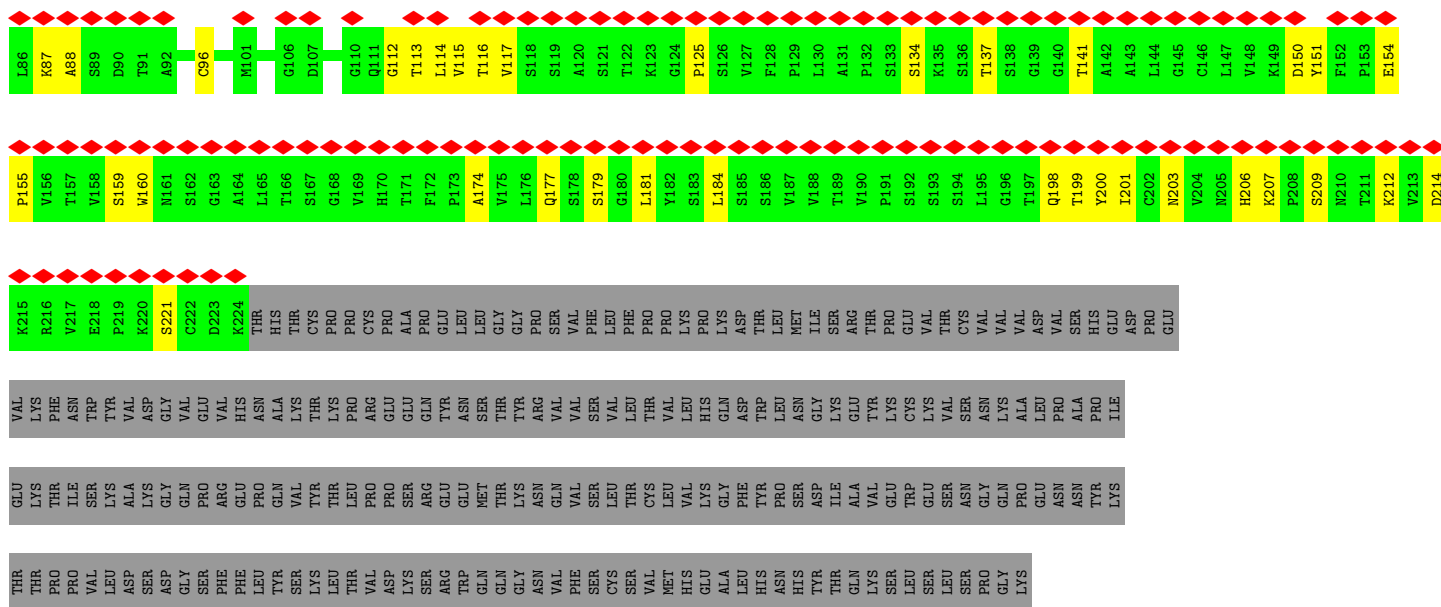 L86 K87 A88 S89 D90 T91 A92 C96 M101 G106 D107 G110 Q111 G112 T113 L114 V115 T116 V117 S118 S119 A120 S121 T122 K123 G124 P125 S126 V127 F128 P129 L130 A131 P132 S133 S134 K135 S136 T137 S138 G139 G140 T141 A142 A143 L144 G145 C146 L147 V148 K149 D150 Y151 F152 P153 E154
P155 V156 T157 V158 S159 W160 N161 S162 G163 A164 L165 T166 S167 G168 V169 H170 T171 F172 P173 A174 V175 L176 Q177 S178 S179 G180 L181 Y182 S183 L184 S185 S186 V187 V188 T189 V190 P191 S192 S193 S194 L195 G196 T197 Q198 T199 Y200 I201 C202 N203 V204 N205 H206 K207 P208 S209 N210 T211 K212 V213 D214
K215 R216 V217 E218 P219 K220 S221 C222 D223 K224 THR HIS THR CYS PRO PRO CYS PRO ALA PRO GLU LEU LEU GLY GLY PRO SER VAL PHE LEU PHE PRO PRO LYS PRO LYS ASP THR LEU MET ILE SER ARG THR PRO GLU VAL THR CYS VAL VAL VAL ASP VAL SER HIS GLU ASP PRO GLU
VAL LYS PHE ASN TRP TYR VAL ASP GLY VAL GLU VAL HIS ASN ALA LYS THR LYS PRO ARG GLU GLU GLN TYR ASN SER THR TYR ARG VAL VAL SER VAL LEU THR VAL LEU HIS GLN ASP TRP LEU ASN GLY LYS GLU TYR LYS CYS LYS VAL SER ASN LYS ALA LEU PRO ALA PRO ILE
GLU LYS THR ILE SER LYS ALA LYS GLY GLN PRO ARG GLU PRO GLN VAL TYR THR LEU PRO PRO SER ARG GLU GLU MET THR LYS ASN GLN VAL SER LEU THR CYS LEU VAL LYS GLY PHE TYR PRO SER ASP ILE ALA VAL GLU TRP GLU SER ASN GLY GLN PRO GLU ASN ASN TYR LYS
THR THR PRO PRO VAL LEU ASP SER ASP GLY SER PHE PHE LEU TYR SER LYS LEU THR VAL ASP LYS SER ARG TRP GLN GLN GLY ASN VAL PHE SER CYS SER VAL MET HIS GLU ALA LEU HIS ASN HIS TYR THR GLN LYS SER LEU SER LEU SER PRO GLY LYS